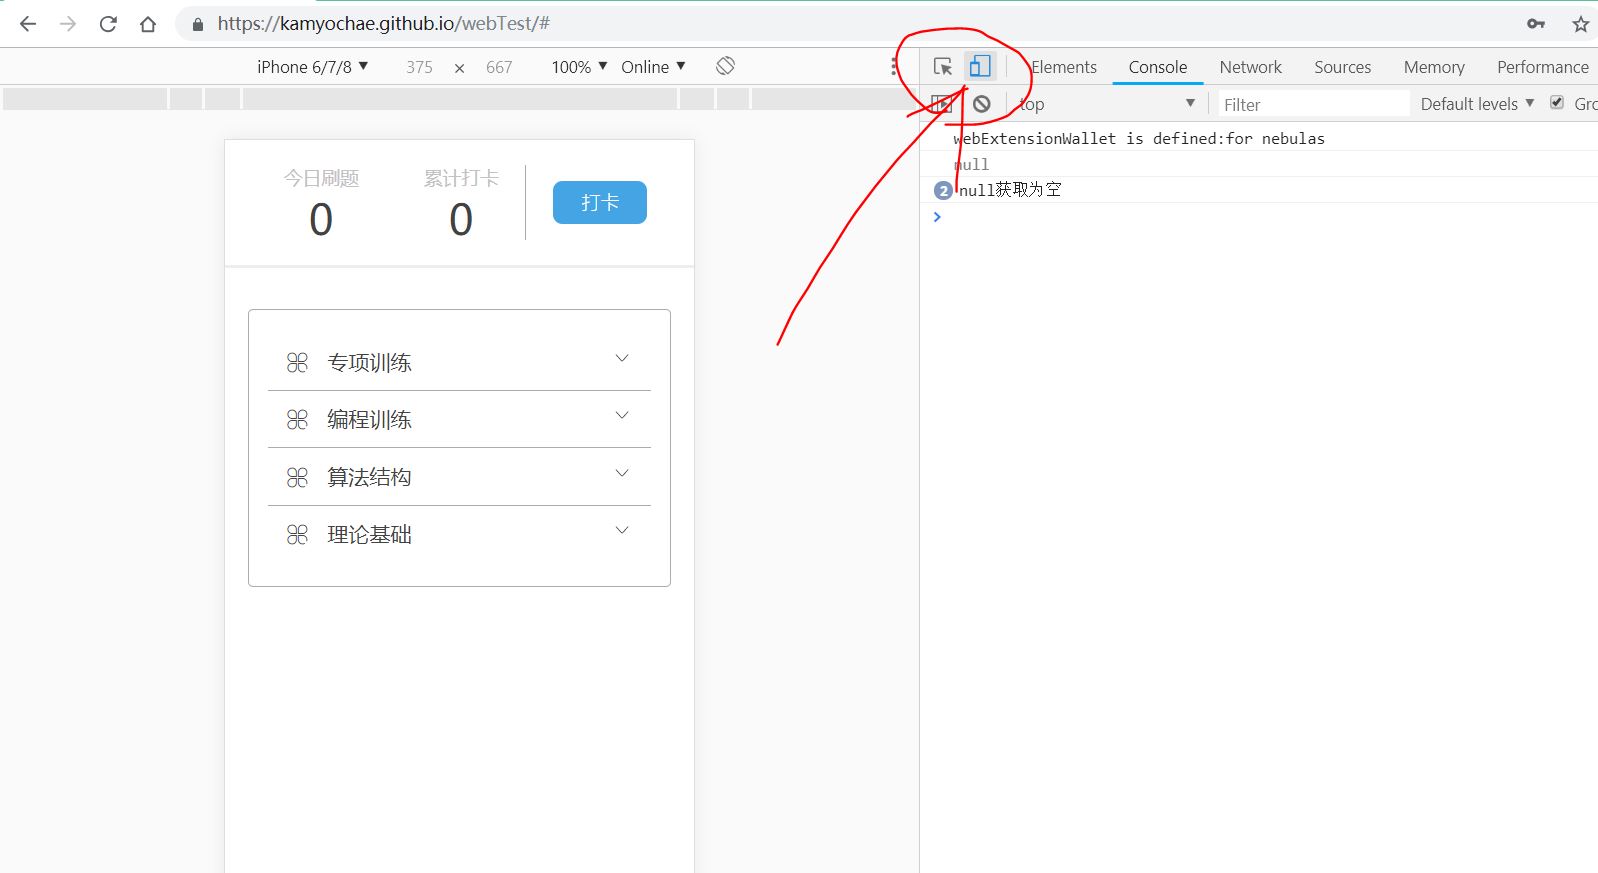 https://kamyochae.github.io/webTest/#
iPhone 6/7/8 375 × 667 100% Online
Elements Console Network Sources Memory Performance
top Filter Default levels Gro
webExtensionWallet is defined:for nebulas
null
2 null获取为空
今日刷题 累计打卡
0 0 打卡
专项训练
编程训练
算法结构
理论基础